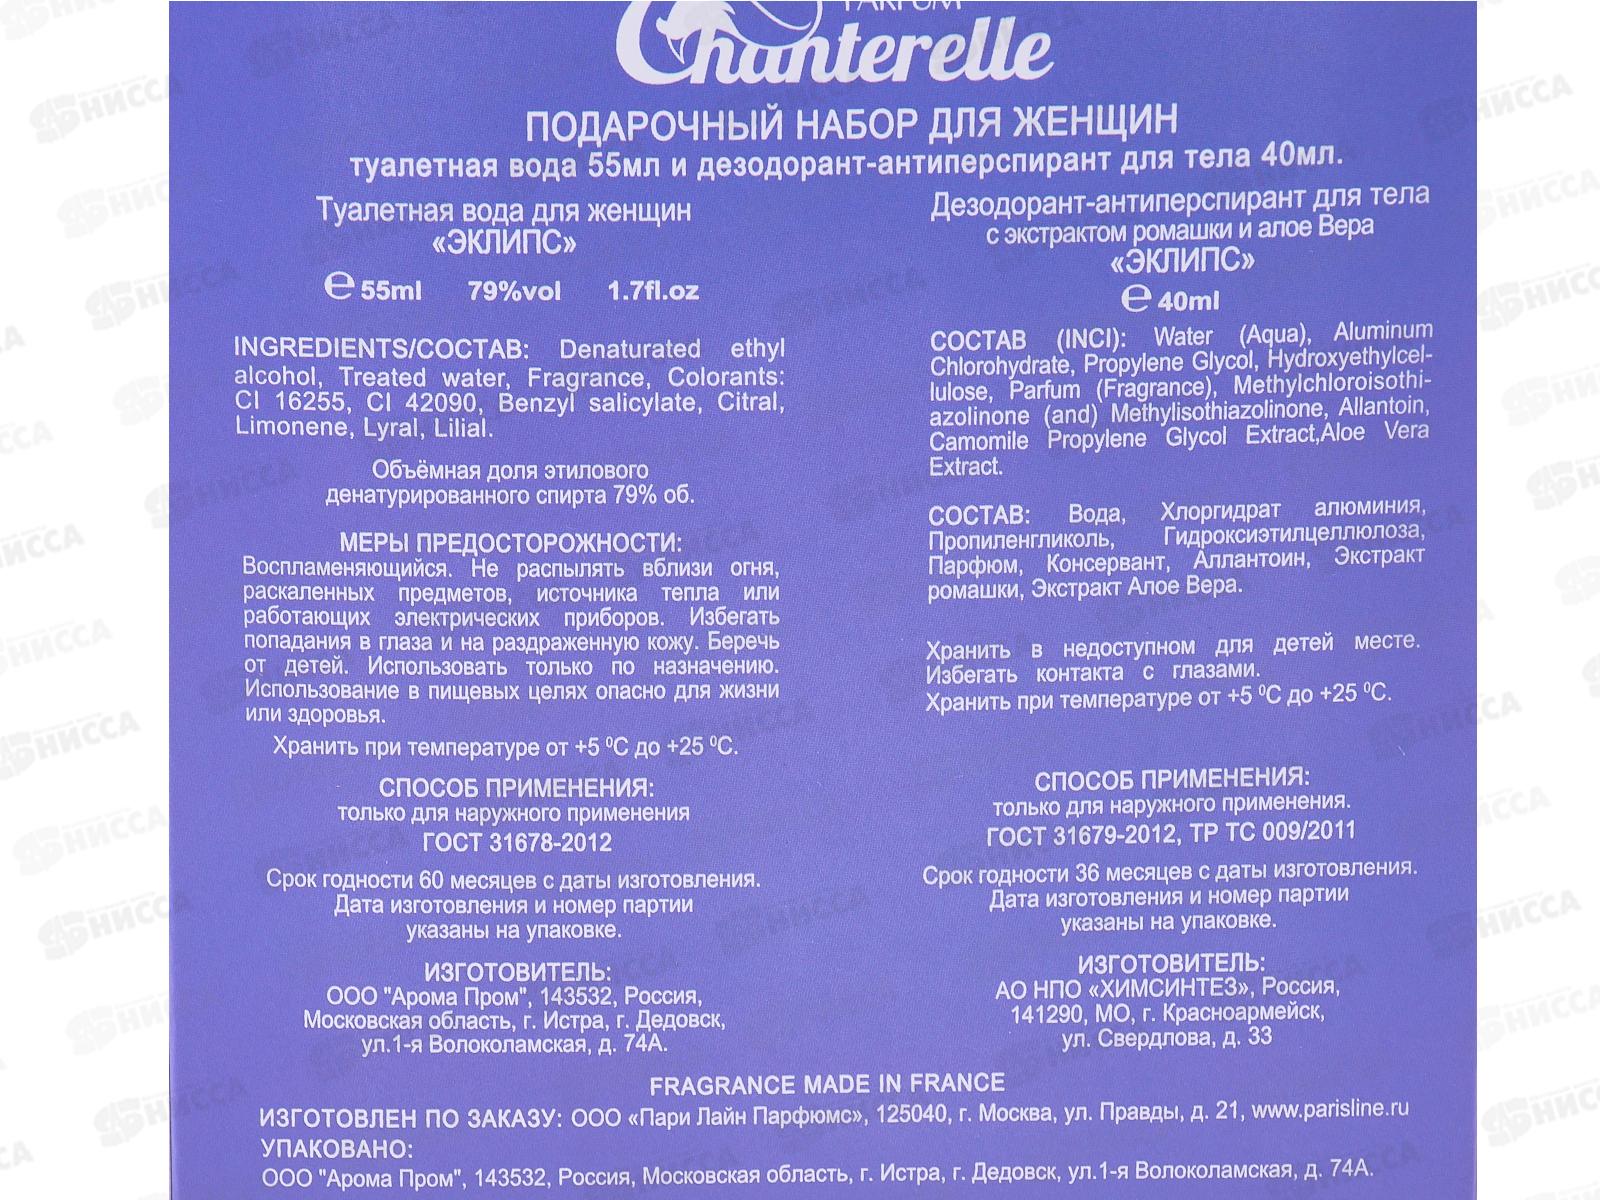 PARFUM
Chanterelle
ПОДАРОЧНЫЙ НАБОР ДЛЯ ЖЕНЩИН
туалетная вода 55мл и дезодорант-антиперспирант для тела 40мл.
Туалетная вода для женщин
«ЭКЛИПС»
℮ 55ml 79%vol 1.7fl.oz
INGREDIENTS/СОСТАВ: Denaturated ethyl
alcohol, Treated water, Fragrance, Colorants:
CI 16255, CI 42090, Benzyl salicylate, Citral,
Limonene, Lyral, Lilial.
Объёмная доля этилового
денатурированного спирта 79% об.
МЕРЫ ПРЕДОСТОРОЖНОСТИ:
Воспламеняющийся. Не распылять вблизи огня,
раскаленных предметов, источника тепла или
работающих электрических приборов. Избегать
попадания в глаза и на раздраженную кожу. Беречь
от детей. Использовать только по назначению.
Использование в пищевых целях опасно для жизни
или здоровья.
Хранить при температуре от +5 ⁰С до +25 ⁰С.
СПОСОБ ПРИМЕНЕНИЯ:
только для наружного применения
ГОСТ 31678-2012
Срок годности 60 месяцев с даты изготовления.
Дата изготовления и номер партии
указаны на упаковке.
ИЗГОТОВИТЕЛЬ:
ООО "Арома Пром", 143532, Россия,
Московская область, г. Истра, г. Дедовск,
ул.1-я Волоколамская, д. 74А.
Дезодорант-антиперспирант для тела
с экстрактом ромашки и алое Вера
«ЭКЛИПС»
℮ 40ml
СОСТАВ (INCI): Water (Aqua), Aluminum
Chlorohydrate, Propylene Glycol, Hydroxyethylcel-
lulose, Parfum (Fragrance), Methylchloroisothi-
azolinone (and) Methylisothiazolinone, Allantoin,
Camomile Propylene Glycol Extract,Aloe Vera
Extract.
СОСТАВ: Вода, Хлоргидрат алюминия,
Пропиленгликоль, Гидроксиэтилцеллюлоза,
Парфюм, Консервант, Аллантоин, Экстракт
ромашки, Экстракт Алое Вера.
Хранить в недоступном для детей месте.
Избегать контакта с глазами.
Хранить при температуре от +5 ⁰С до +25 ⁰С.
СПОСОБ ПРИМЕНЕНИЯ:
только для наружного применения.
ГОСТ 31679-2012, ТР ТС 009/2011
Срок годности 36 месяцев с даты изготовления.
Дата изготовления и номер партии
указаны на упаковке.
ИЗГОТОВИТЕЛЬ:
АО НПО «ХИМСИНТЕЗ», Россия,
141290, МО, г. Красноармейск,
ул. Свердлова, д. 33
FRAGRANCE MADE IN FRANCE
ИЗГОТОВЛЕН ПО ЗАКАЗУ: ООО «Пари Лайн Парфюмс», 125040, г. Москва, ул. Правды, д. 21, www.parisline.ru
УПАКОВАНО:
ООО "Арома Пром", 143532, Россия, Московская область, г. Истра, г. Дедовск, ул.1-я Волоколамская, д. 74А.
НИССА